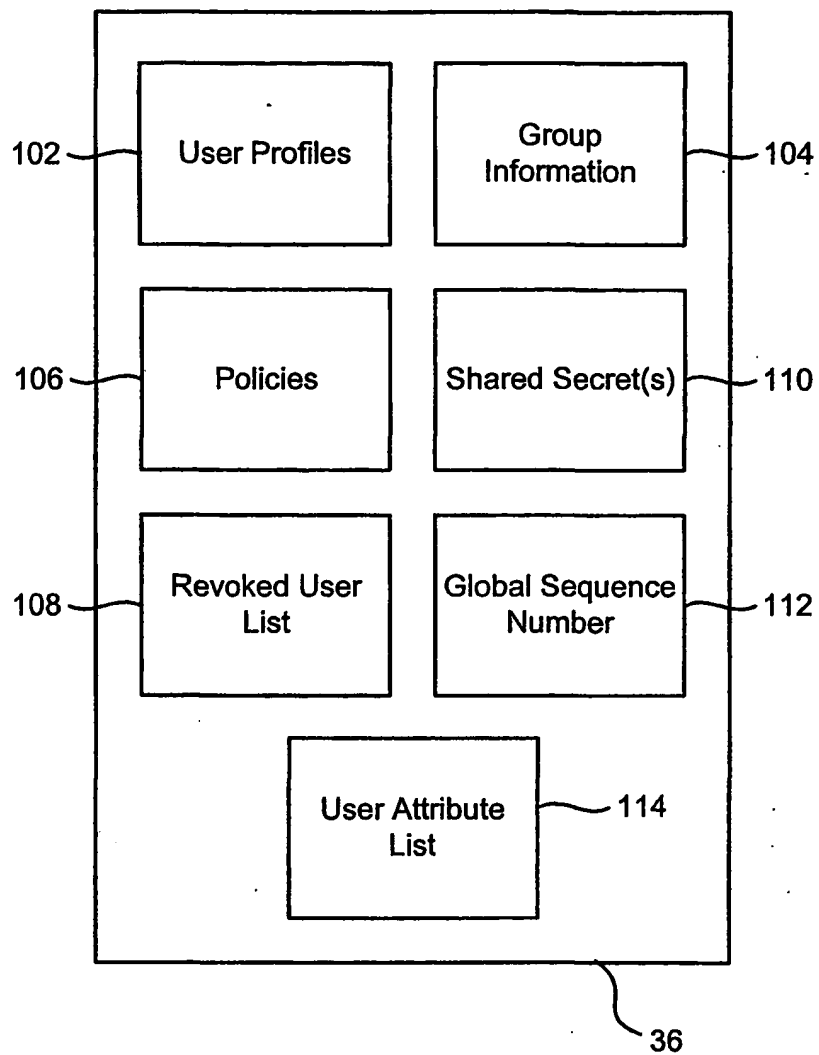 102
User Profiles
Group
Information
104
106
Policies
Shared Secret(s)
110
108
Revoked User
List
Global Sequence
Number
112
User Attribute
List
114
36